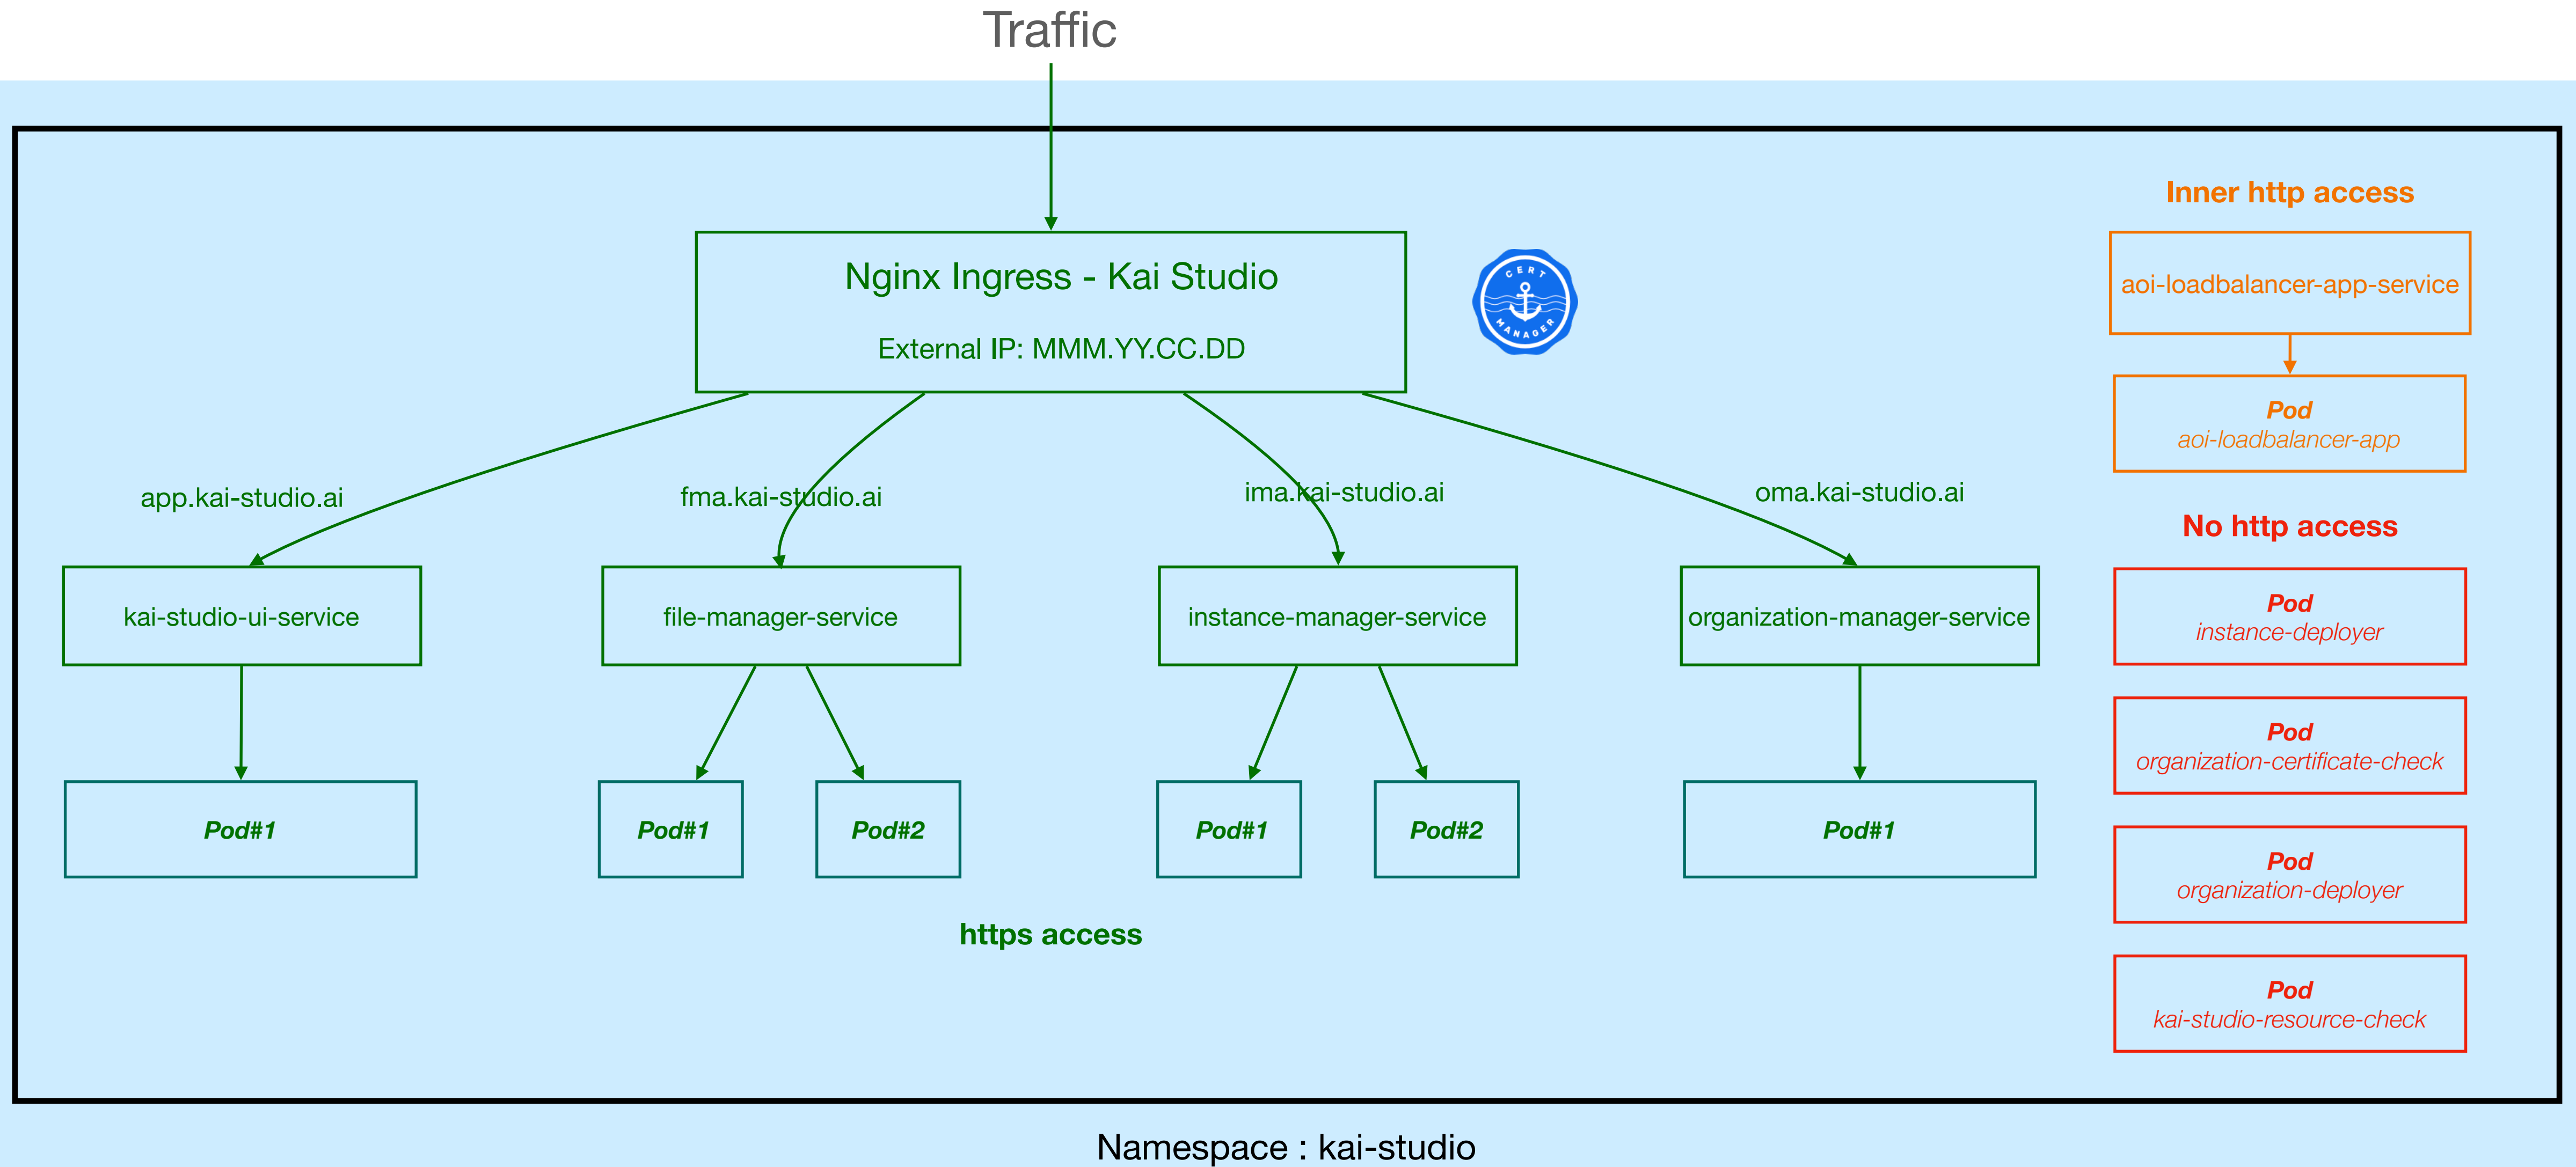 Traffic
Nginx Ingress - Kai Studio
External IP: MMM.YY.CC.DD
CERT
MANAGER
app.kai-studio.ai
fma.kai-studio.ai
ima.kai-studio.ai
oma.kai-studio.ai
kai-studio-ui-service
file-manager-service
instance-manager-service
organization-manager-service
Pod#1
Pod#1
Pod#2
Pod#1
Pod#2
Pod#1
https access
Inner http access
aoi-loadbalancer-app-service
Pod
aoi-loadbalancer-app
No http access
Pod
instance-deployer
Pod
organization-certificate-check
Pod
organization-deployer
Pod
kai-studio-resource-check
Namespace : kai-studio